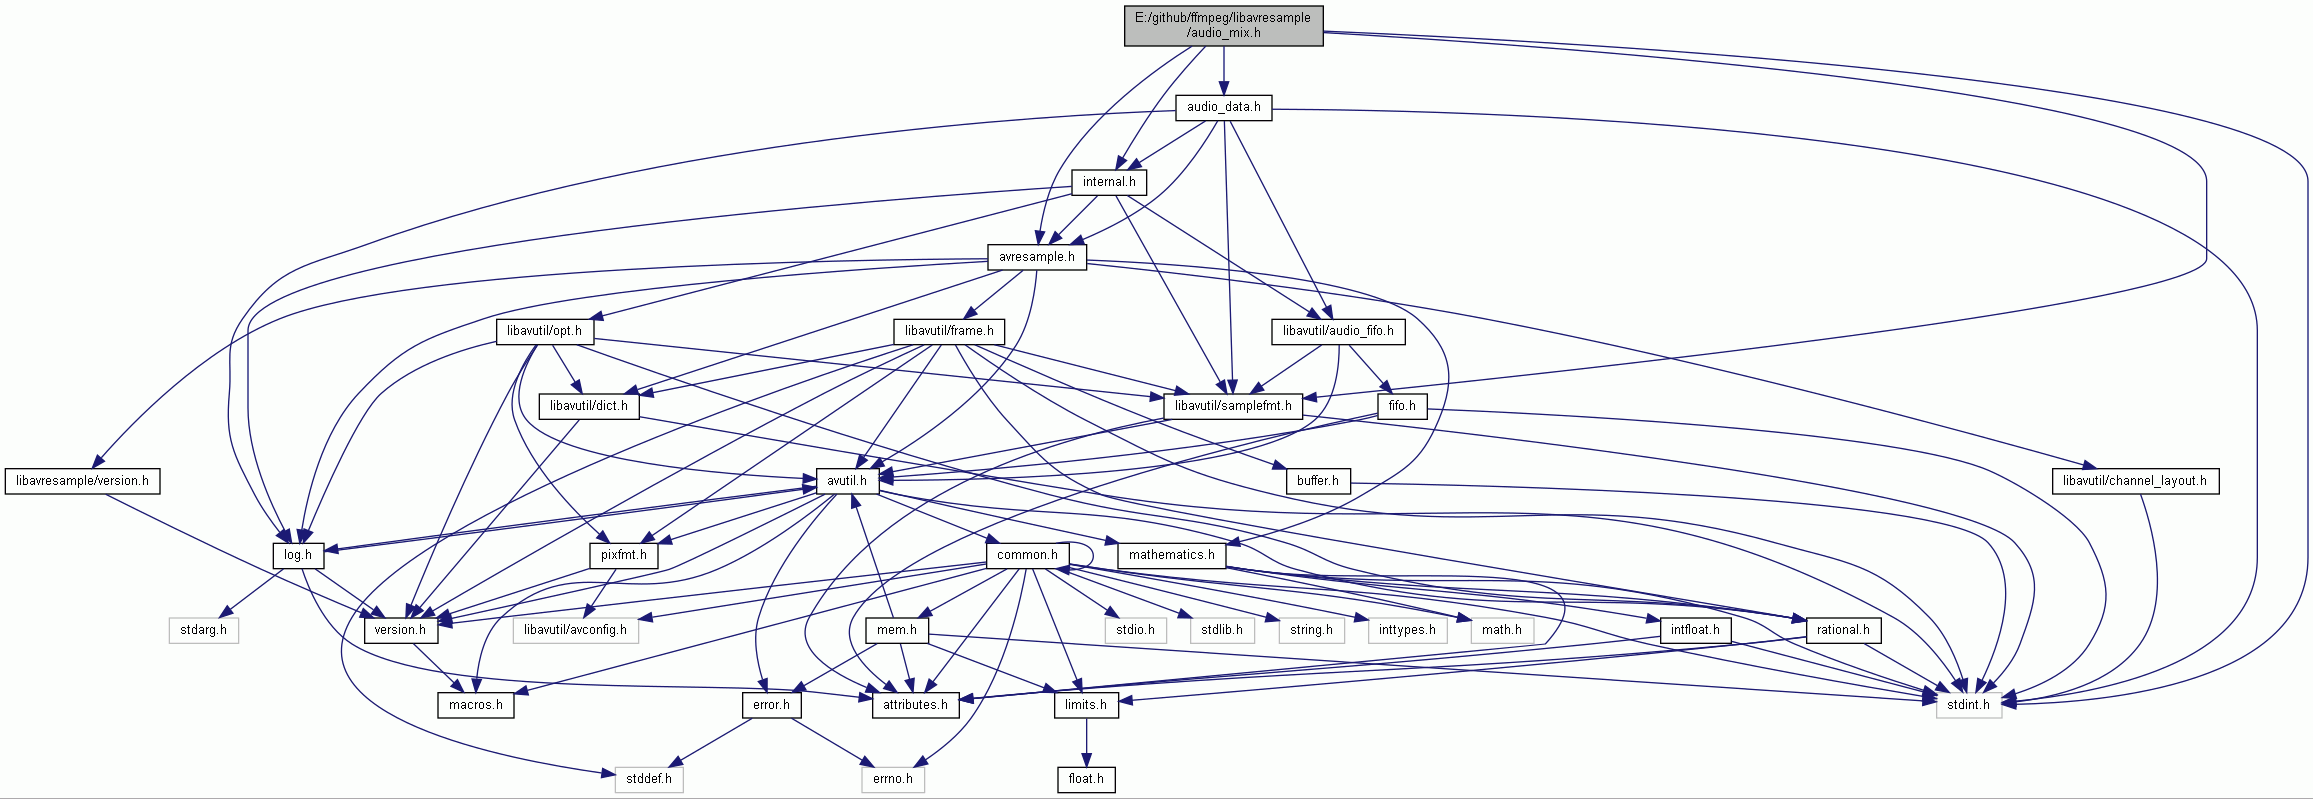 E:/github/ffmpeg/libavresample
/audio_mix.h
audio_data.h
internal.h
avresample.h
libavutil/opt.h
libavutil/frame.h
libavutil/audio_fifo.h
libavutil/dict.h
libavutil/samplefmt.h
fifo.h
libavresample/version.h
avutil.h
buffer.h
libavutil/channel_layout.h
log.h
pixfmt.h
common.h
mathematics.h
stdarg.h
version.h
libavutil/avconfig.h
mem.h
stdio.h
stdlib.h
string.h
inttypes.h
math.h
intfloat.h
rational.h
macros.h
error.h
attributes.h
limits.h
stdint.h
stddef.h
errno.h
float.h